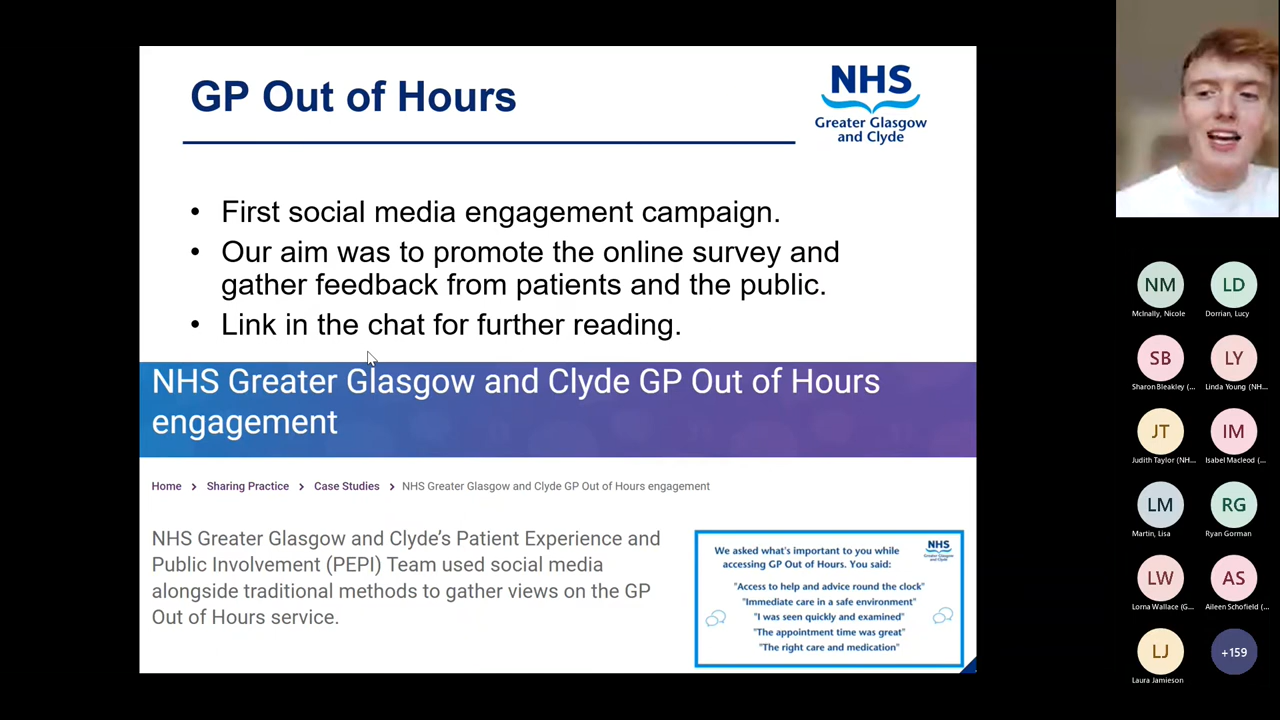 GP Out of Hours
NHS
Greater Glasgow
and Clyde
• First social media engagement campaign.
• Our aim was to promote the online survey and
gather feedback from patients and the public.
• Link in the chat for further reading.
NHS Greater Glasgow and Clyde GP Out of Hours
engagement
Home > Sharing Practice > Case Studies > NHS Greater Glasgow and Clyde GP Out of Hours engagement
NHS Greater Glasgow and Clyde's Patient Experience and
Public Involvement (PEPI) Team used social media
alongside traditional methods to gather views on the GP
Out of Hours service.
We asked what's important to you while
accessing GP Out of Hours. You said:
NHS
"Access to help and advice round the clock"
"Immediate care in a safe environment"
"I was seen quickly and examined"
"The appointment time was great"
"The right care and medication"
NM
McInally, Nicole
LD
Dorrian, Lucy
SB
Sharon Bleakley (...
LY
Linda Young (NH...
JT
Judith Taylor (NH...
IM
Isabel Macleod (...
LM
Martin, Lisa
RG
Ryan Gorman
LW
Lorna Wallace (G...
AS
Aileen Schofield (...
LJ
Laura Jamieson
+159